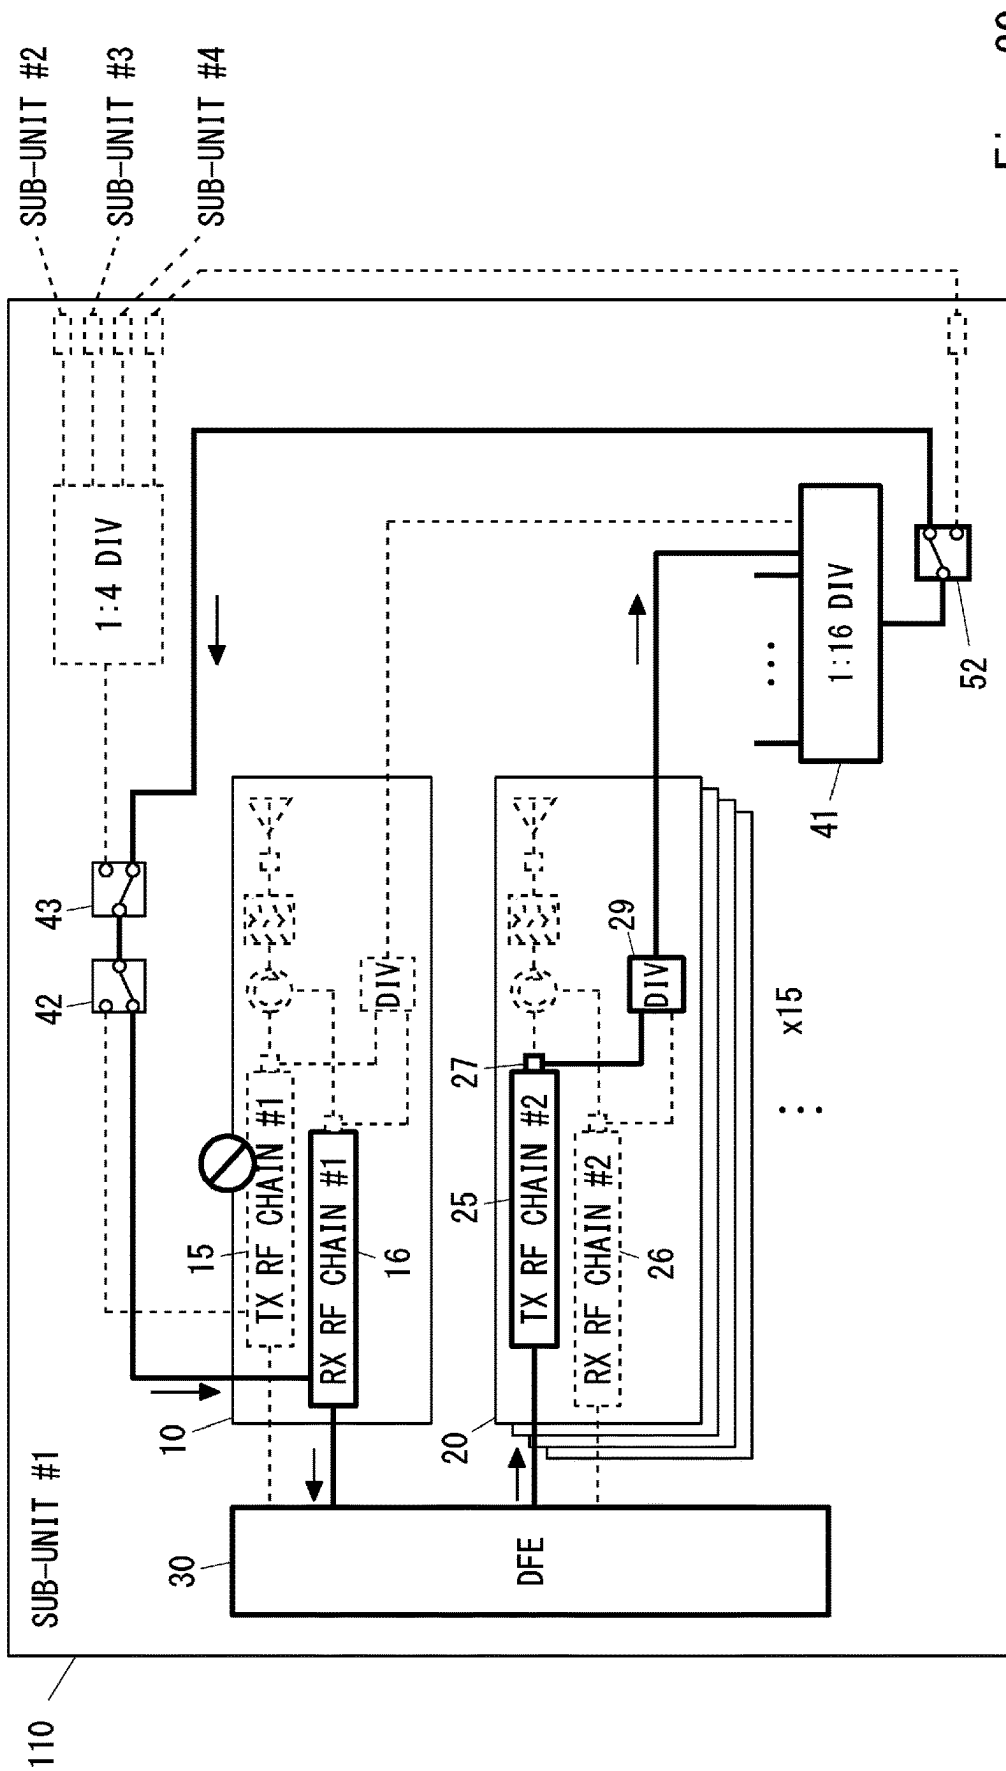 SUB-UNIT #1
110
SUB-UNIT #2
SUB-UNIT #3
SUB-UNIT #4
1:4 DIV
42
43
10
15
TX RF CHAIN #1
RX RF CHAIN #1
16
DIV
30
DFE
20
25
TX RF CHAIN #2
27
RX RF CHAIN #2
26
29
DIV
x15
...
...
41
1:16 DIV
52